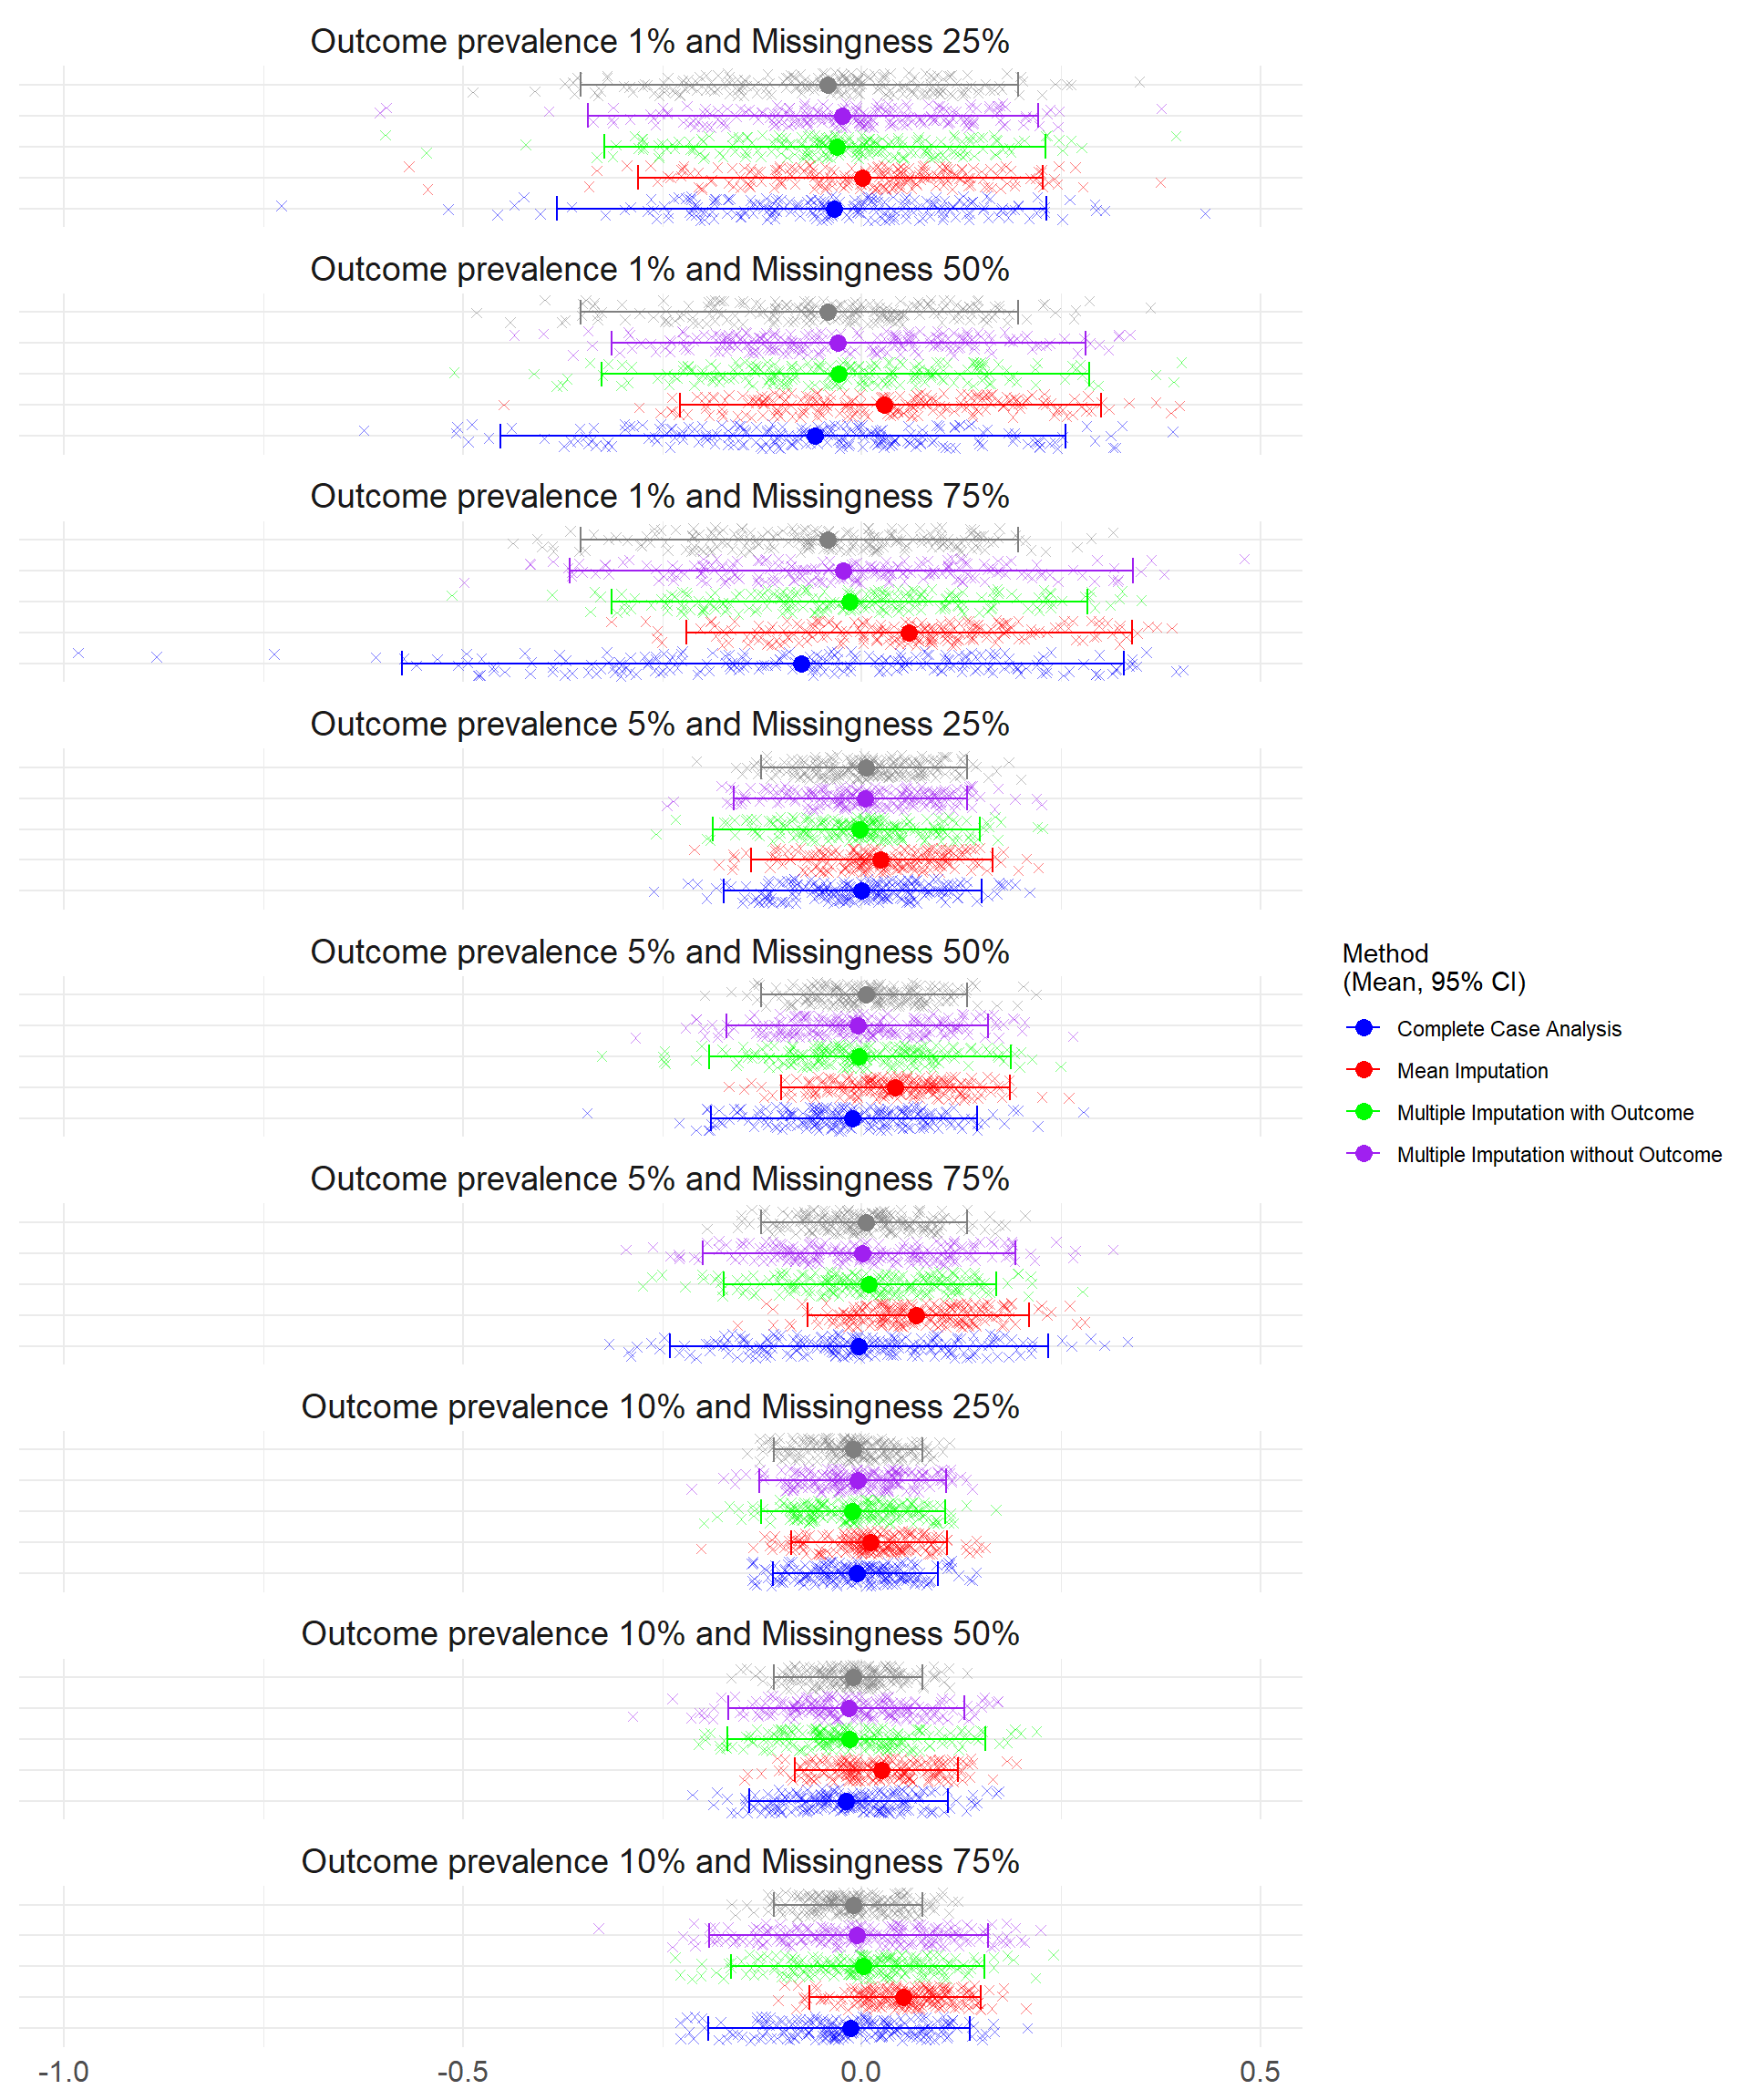 Outcome prevalence 1% and Missingness 25%
Outcome prevalence 1% and Missingness 50%
Outcome prevalence 1% and Missingness 75%
Outcome prevalence 5% and Missingness 25%
Outcome prevalence 5% and Missingness 50%
Outcome prevalence 5% and Missingness 75%
Outcome prevalence 10% and Missingness 25%
Outcome prevalence 10% and Missingness 50%
Outcome prevalence 10% and Missingness 75%
-1.0 -0.5 0.0 0.5
Method
(Mean, 95% CI)
Complete Case Analysis
Mean Imputation
Multiple Imputation with Outcome
Multiple Imputation without Outcome